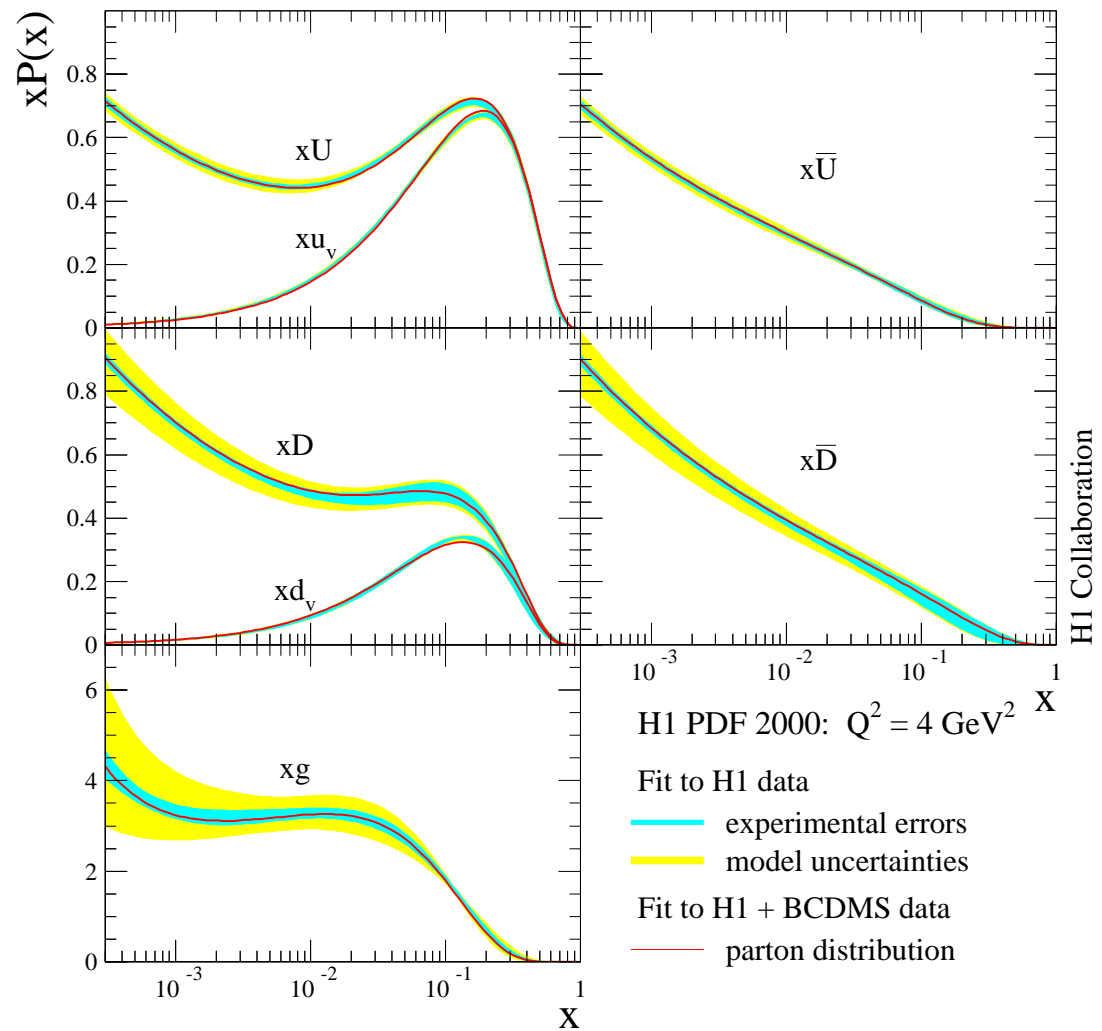 xP(x)
0.8
0.6
0.4
0.2
0
xU
xu_v
xU̅
0.8
0.6
0.4
0.2
0
xD
xd_v
xD̅
10^-3 10^-2 10^-1 1
x
6
4
2
0
xg
10^-3 10^-2 10^-1 1
x
H1 Collaboration
H1 PDF 2000: Q^2 = 4 GeV^2
Fit to H1 data
experimental errors
model uncertainties
Fit to H1 + BCDMS data
parton distribution